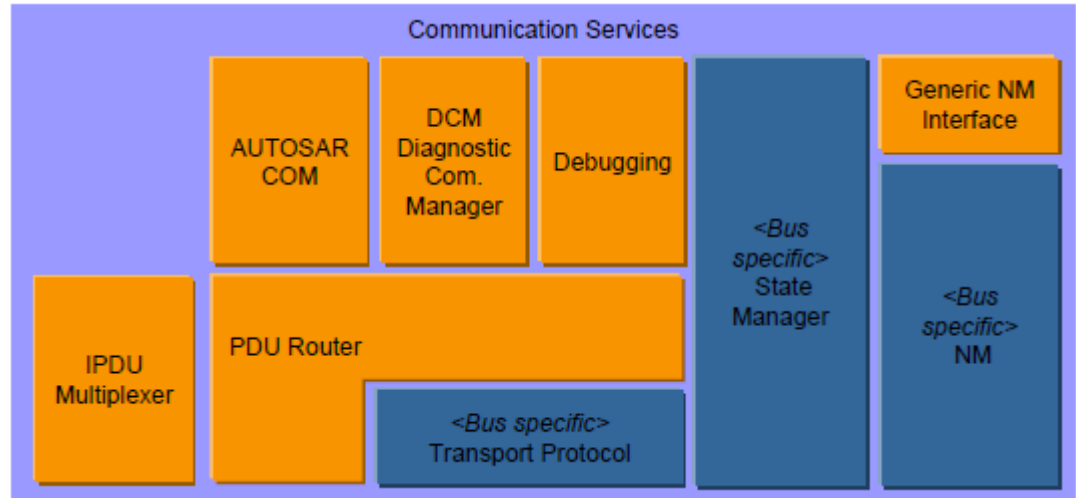 Communication Services
AUTOSAR
COM
DCM
Diagnostic
Com.
Manager
Debugging
<Bus
specific>
State
Manager
Generic NM
Interface
<Bus
specific>
NM
IPDU
Multiplexer
PDU Router
<Bus specific>
Transport Protocol